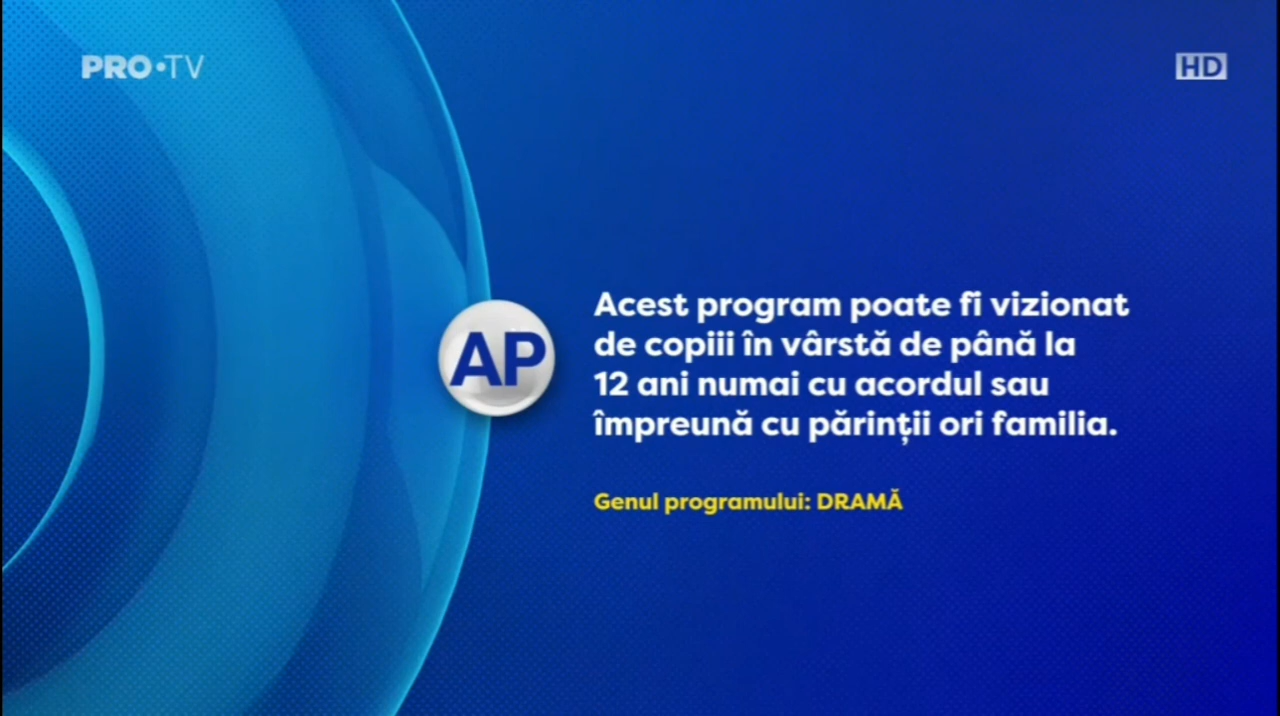 PRO•TV
HD
AP
Acest program poate fi vizionat
de copiii în vârstă de până la
12 ani numai cu acordul sau
împreună cu părinții ori familia.
Genul programului: DRAMĂ